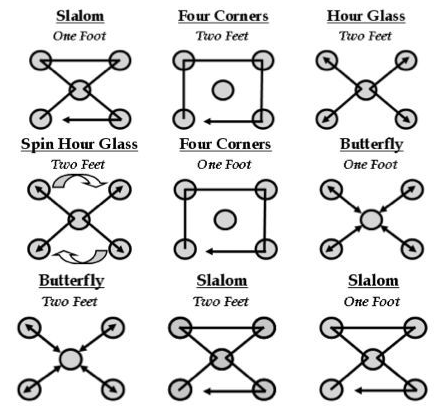 Slalom
One Foot
Four Corners
Two Feet
Hour Glass
Two Feet
Spin Hour Glass
Two Feet
Four Corners
One Foot
Butterfly
One Foot
Butterfly
Two Feet
Slalom
Two Feet
Slalom
One Foot